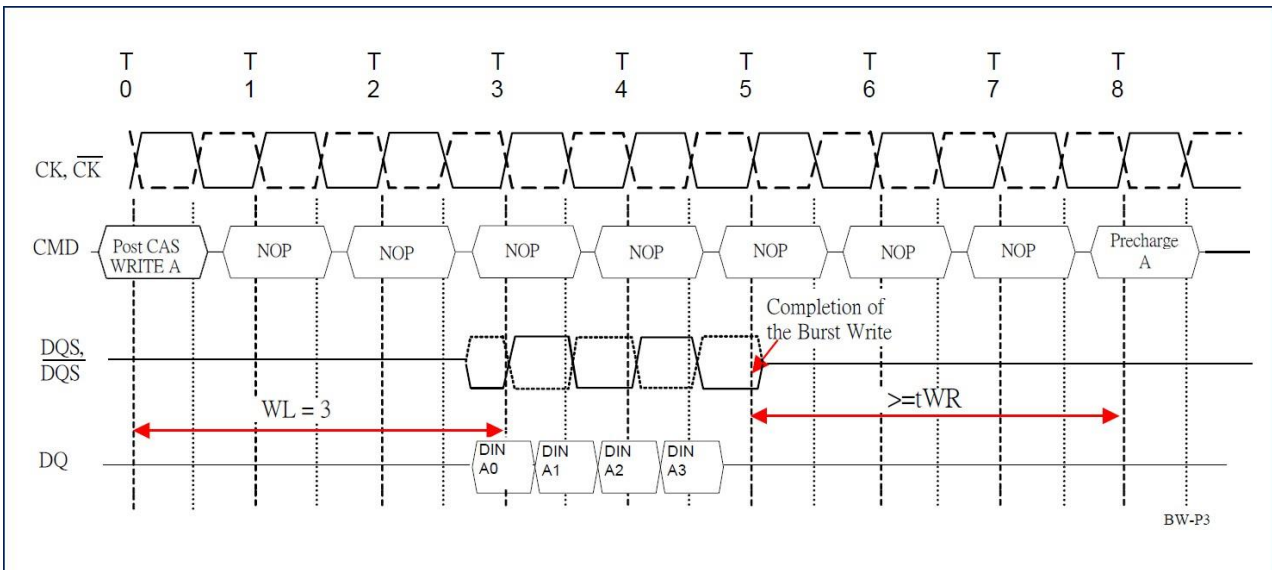 T T T T T T T T T
0 1 2 3 4 5 6 7 8
CK, CK
CMD
Post CAS
WRITE A
NOP
NOP
NOP
NOP
NOP
NOP
NOP
Precharge
A
Completion of
the Burst Write
DQS,
DQS
WL = 3
>=tWR
DQ
DIN
A0
DIN
A1
DIN
A2
DIN
A3
BW-P3